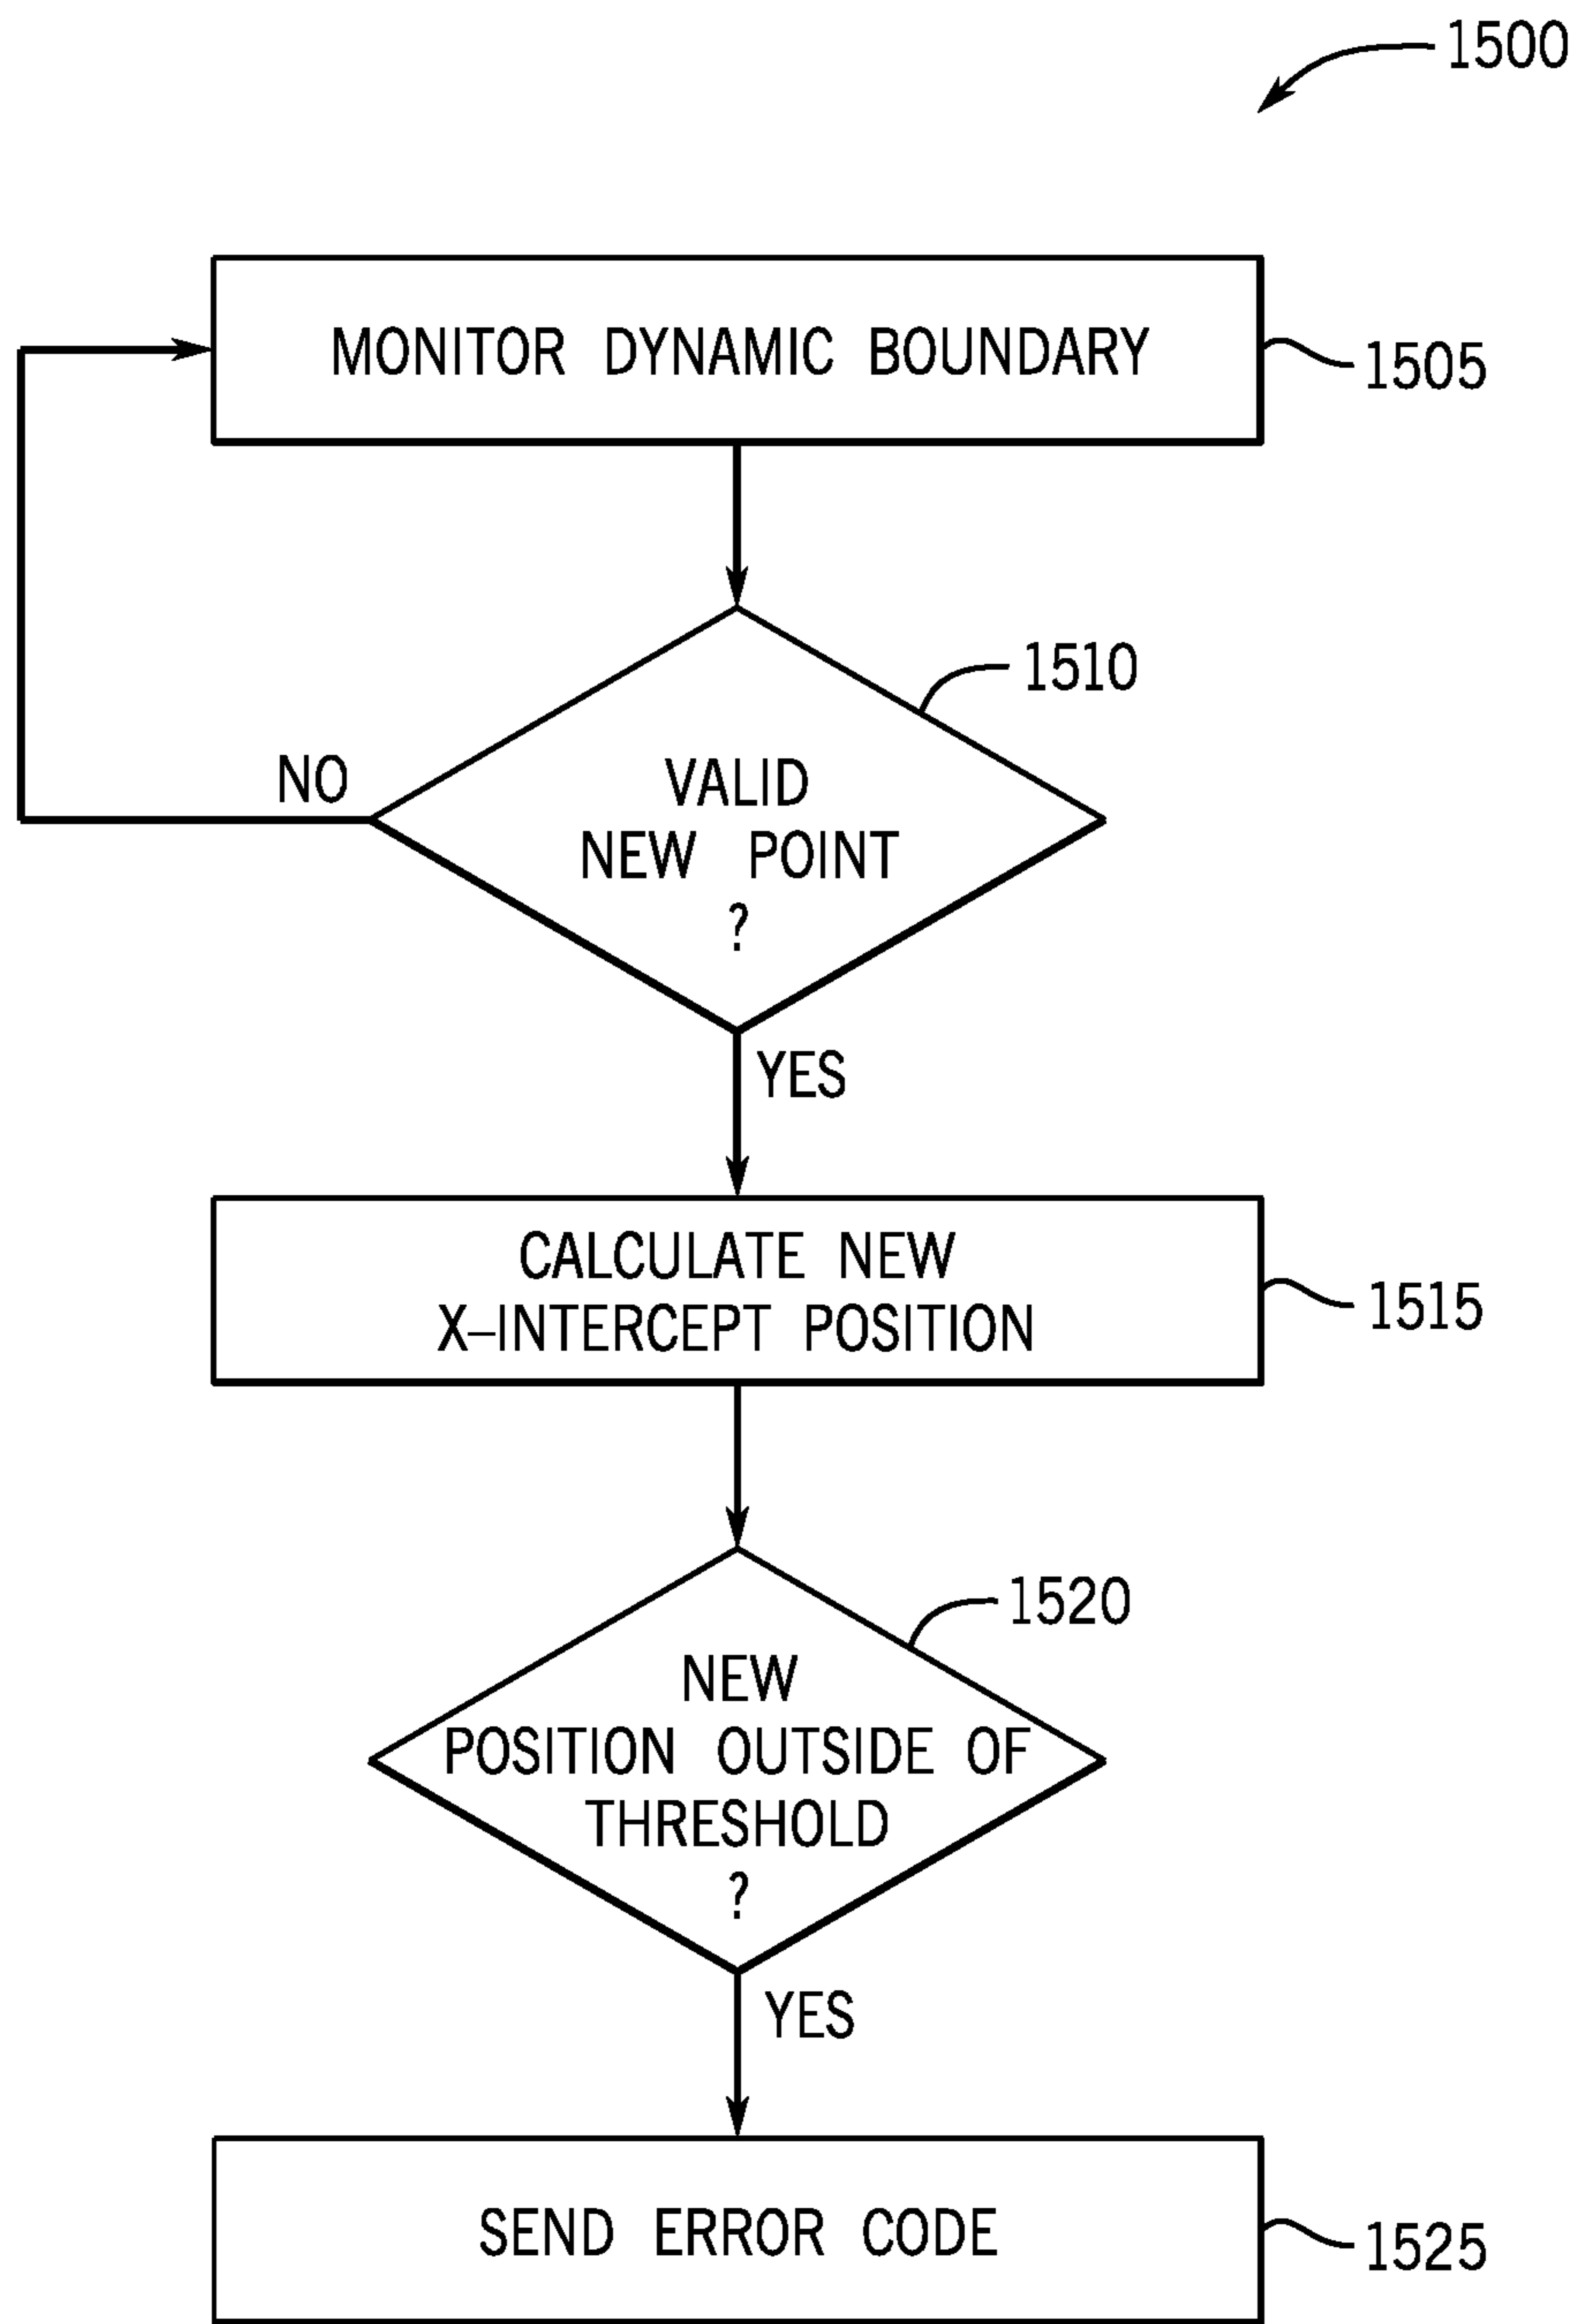 1500
MONITOR DYNAMIC BOUNDARY
1505
1510
NO
VALID
NEW POINT
?
YES
CALCULATE NEW
X–INTERCEPT POSITION
1515
1520
NEW
POSITION OUTSIDE OF
THRESHOLD
?
YES
SEND ERROR CODE
1525